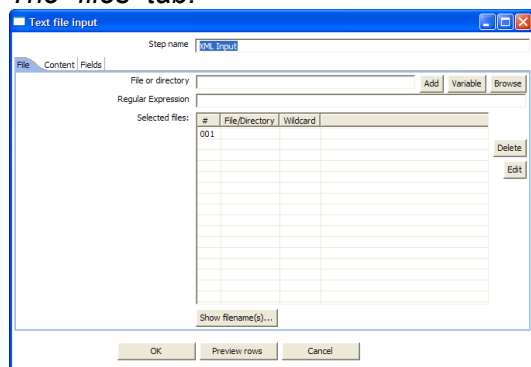 The files tab.
Text file input
Step name XML Input
File Content Fields
File or directory Add Variable Browse
Regular Expression
Selected files: # File/Directory Wildcard
001
Delete
Edit
Show filename(s)...
OK Preview rows Cancel